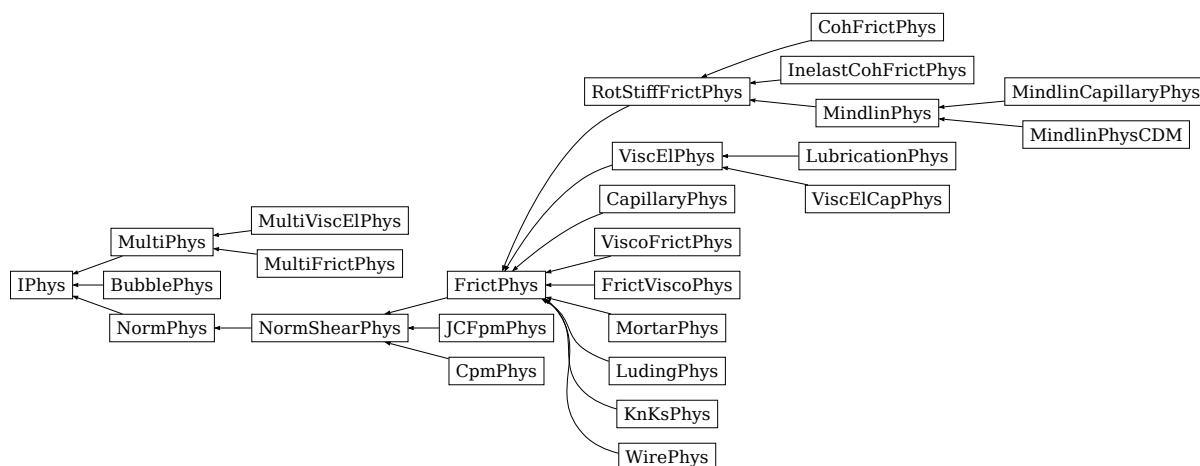 CohFrictPhys
InelastCohFrictPhys
RotStiffFrictPhys
MindlinCapillaryPhys
MindlinPhys
MindlinPhysCDM
ViscElPhys
LubricationPhys
CapillaryPhys
ViscElCapPhys
MultiViscElPhys
MultiPhys
ViscoFrictPhys
MultiFrictPhys
IPhys
BubblePhys
FrictPhys
FrictViscoPhys
NormPhys
NormShearPhys
JCFpmPhys
MortarPhys
CpmPhys
LudingPhys
KnKsPhys
WirePhys